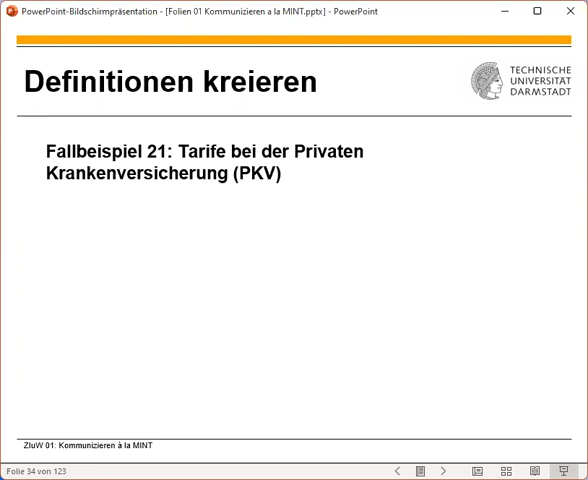 PowerPoint-Bildschirmpräsentation - [Folien 01 Kommunizieren a la MINT.pptx] - PowerPoint
Definitionen kreieren
TECHNISCHE
UNIVERSITÄT
DARMSTADT
Fallbeispiel 21: Tarife bei der Privaten
Krankenversicherung (PKV)
ZIuW 01: Kommunizieren à la MINT
Folie 34 von 123